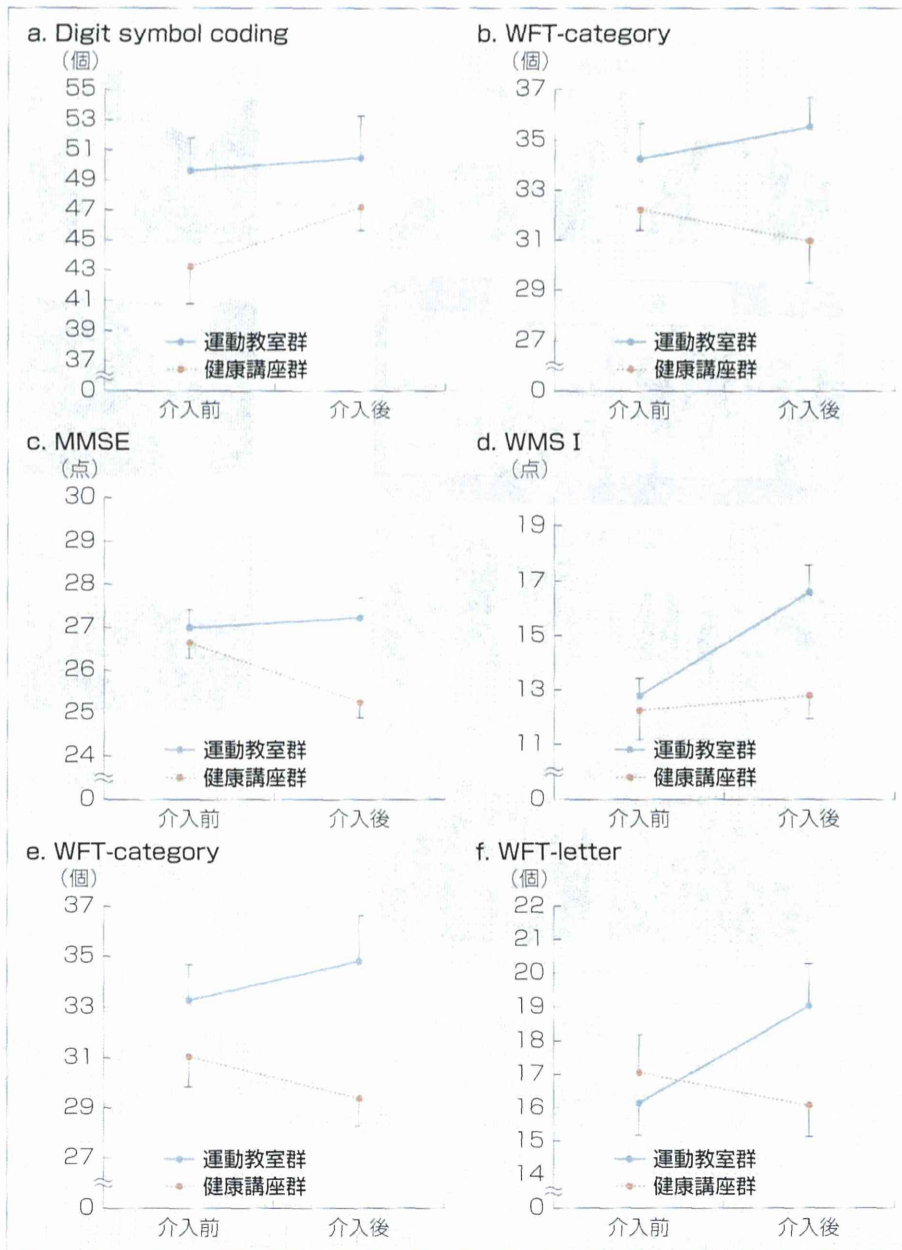 a. Digit symbol coding
(個)
55
53
51
49
47
45
43
41
39
37
0
運動教室群
健康講座群
介入前 介入後
b. WFT-category
(個)
37
35
33
31
29
27
0
運動教室群
健康講座群
介入前 介入後
c. MMSE
(点)
30
29
28
27
26
25
24
0
運動教室群
健康講座群
介入前 介入後
d. WMS I
(点)
19
17
15
13
11
0
運動教室群
健康講座群
介入前 介入後
e. WFT-category
(個)
37
35
33
31
29
27
0
運動教室群
健康講座群
介入前 介入後
f. WFT-letter
(個)
22
21
20
19
18
17
16
15
14
0
運動教室群
健康講座群
介入前 介入後